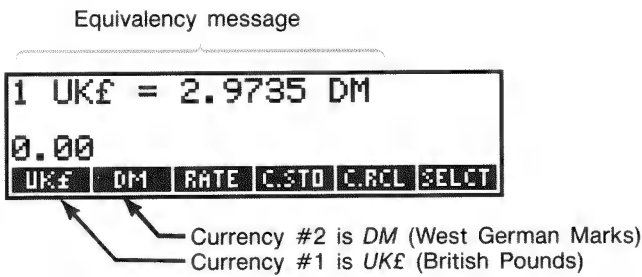 Equivalency message
1 UK£ = 2.9735 DM
0.00
UK£ DM RATE C.STO C.RCL SELCT
Currency #2 is DM (West German Marks)
Currency #1 is UK£ (British Pounds)